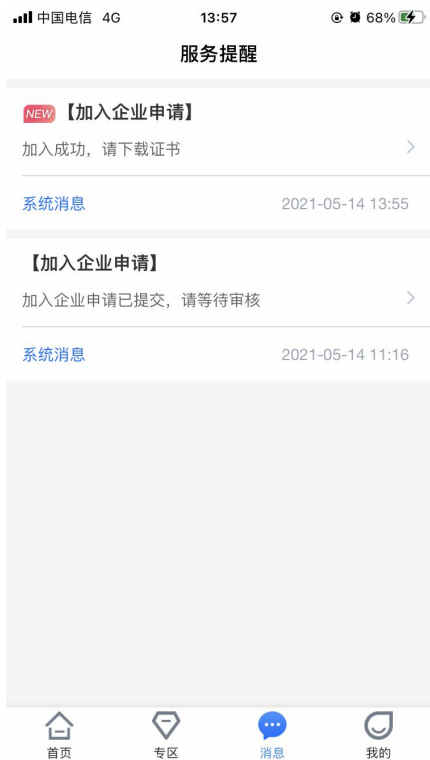 中国电信 4G 13:57 68%
服务提醒
NEW 【加入企业申请】
加入成功，请下载证书
系统消息 2021-05-14 13:55
【加入企业申请】
加入企业申请已提交，请等待审核
系统消息 2021-05-14 11:16
首页 专区 消息 我的